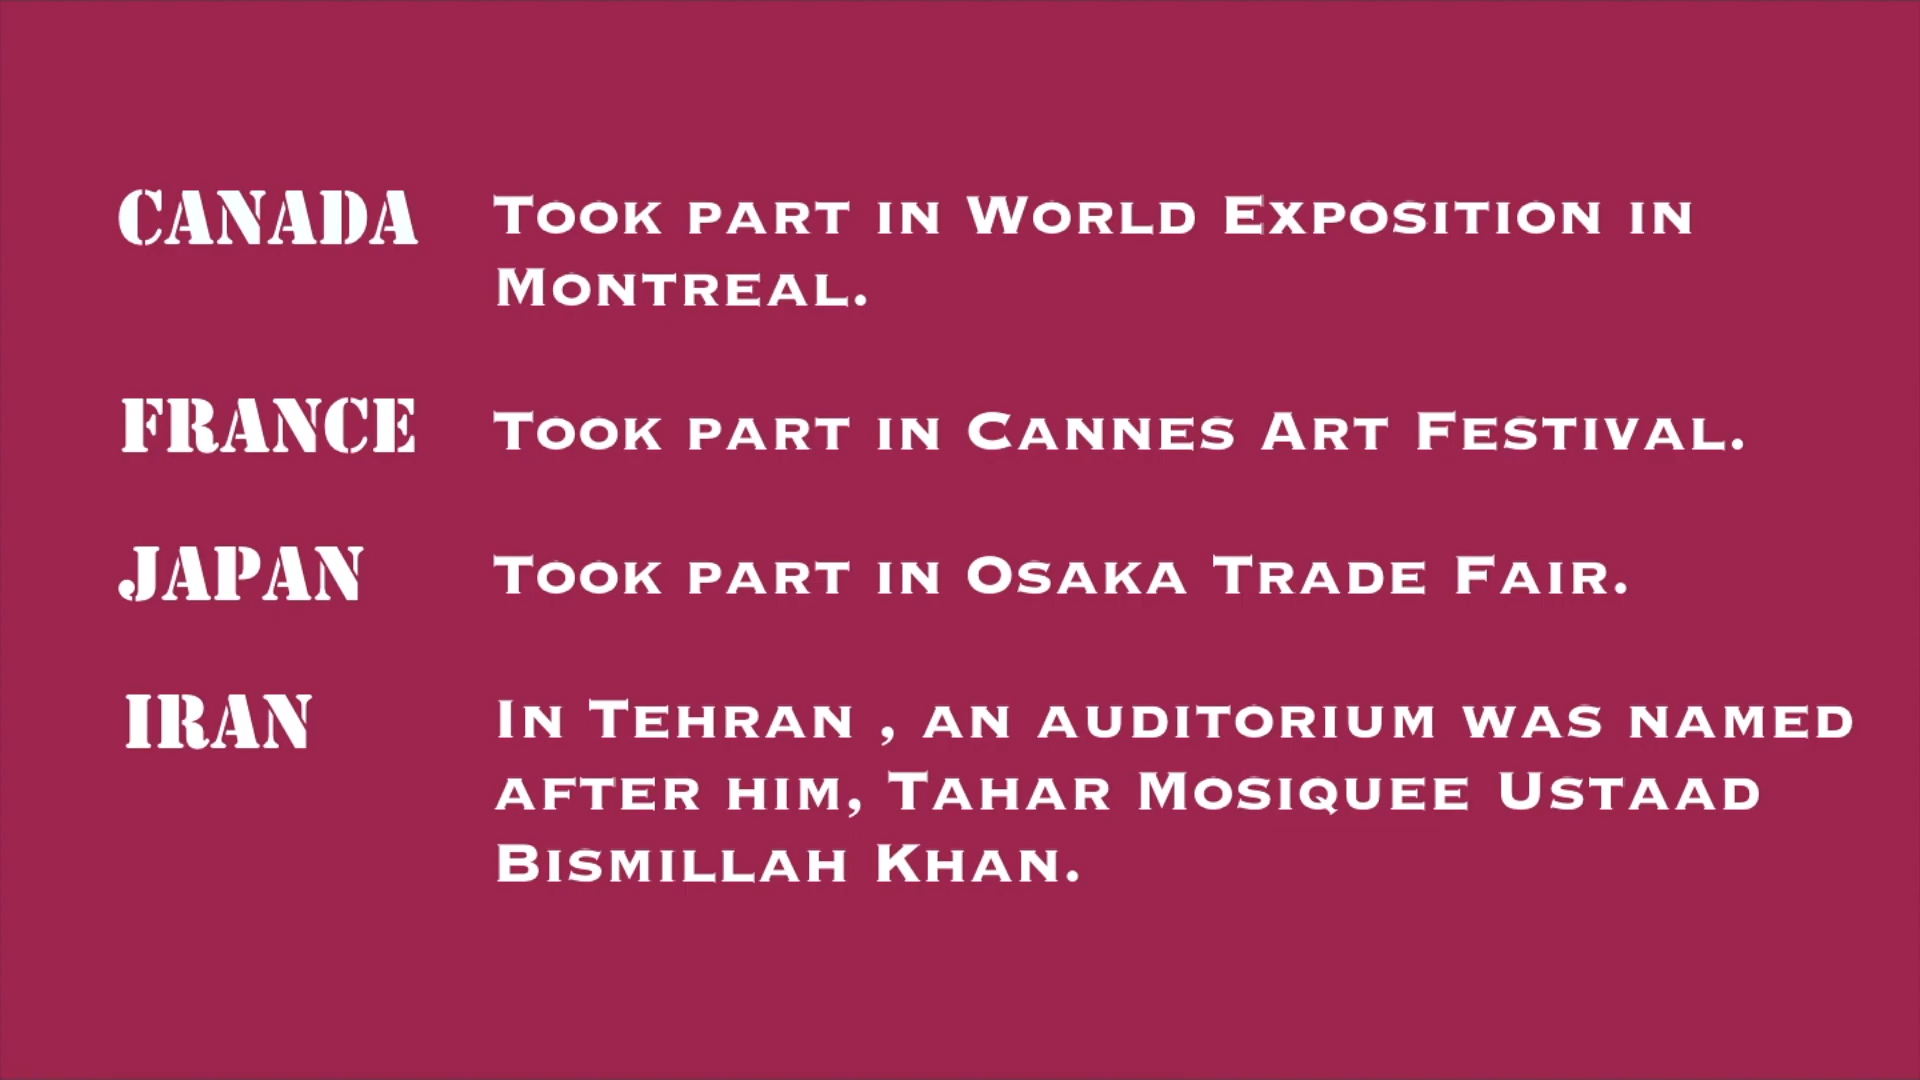 CANADA Took part in World Exposition in
Montreal.
FRANCE Took part in Cannes Art Festival.
JAPAN Took part in Osaka Trade Fair.
IRAN In Tehran , an auditorium was named
after him, Tahar Mosiquee Ustaad
Bismillah Khan.